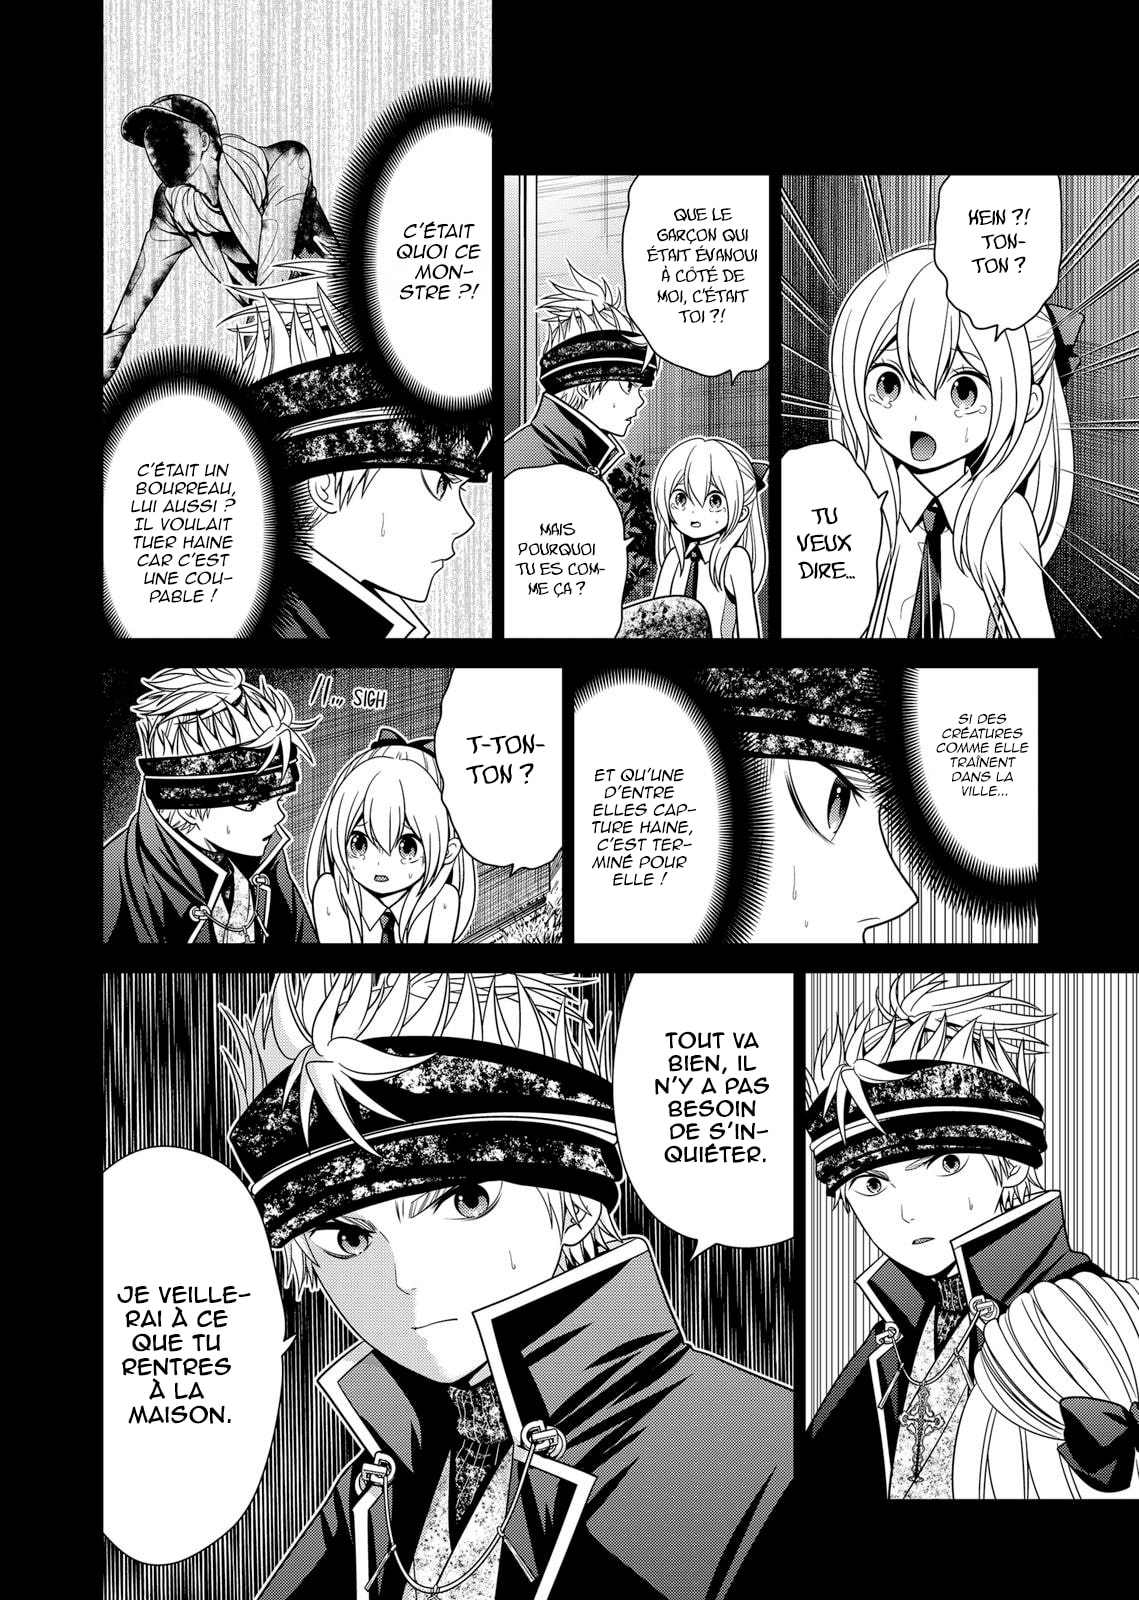 HEIN ?!
TON-
TON ?
TU
VEUX
DIRE...
QUE LE
GARÇON QUI
ÉTAIT ÉVANOUI
À CÔTÉ DE
MOI, C'ÉTAIT
TOI ?!
MAIS
POURQUOI
TU ES COM-
ME ÇA ?
C'ÉTAIT
QUOI CE
MON-
STRE ?!
C'ÉTAIT UN
BOURREAU,
LUI AUSSI ?
IL VOULAIT
TUER HAINE
CAR C'EST
UNE COU-
PABLE !
SI DES
CRÉATURES
COMME ELLE
TRAÎNENT
DANS LA
VILLE...
ET QU'UNE
D'ENTRE
ELLES CAP-
TURE HAINE,
C'EST TER-
MINÉ POUR
ELLE !
T-TON-
TON ?
SIGH
TOUT VA
BIEN, IL
N'Y A PAS
BESOIN
DE S'IN-
QUIÉTER.
JE VEILLE-
RAI À CE
QUE TU
RENTRES
À LA
MAISON.